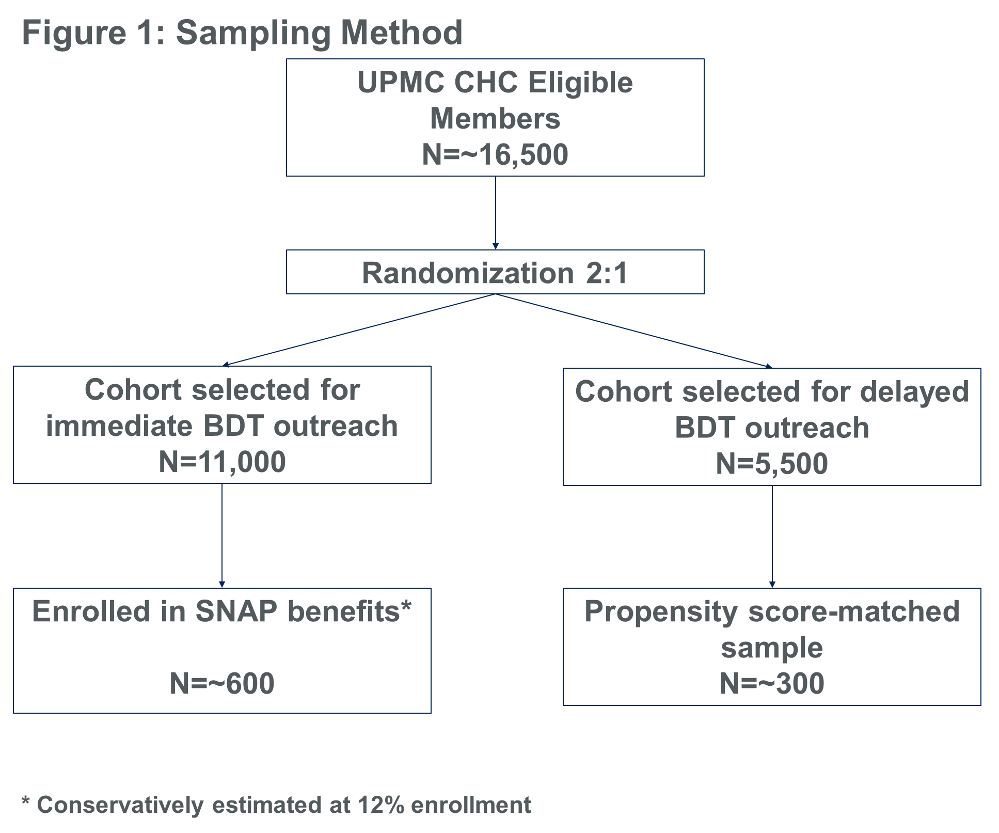 Figure 1: Sampling Method
UPMC CHC Eligible
Members
N=~16,500
Randomization 2:1
Cohort selected for
immediate BDT outreach
N=11,000
Cohort selected for delayed
BDT outreach
N=5,500
Enrolled in SNAP benefits*
N=~600
Propensity score-matched
sample
N=~300
* Conservatively estimated at 12% enrollment